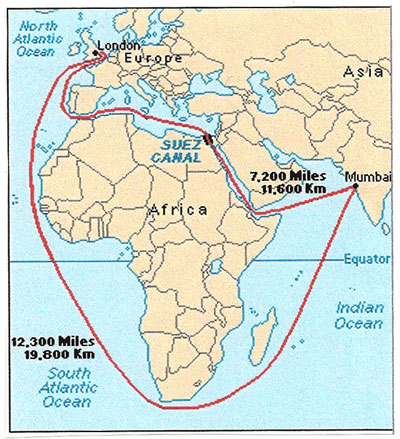 North
Atlantic
Ocean
London
Europe
Asia
SUEZ
CANAL
7,200 Miles
11,600 Km
Mumbai
Africa
Equator
Indian
Ocean
12,300 Miles
19,800 Km
South
Atlantic
Ocean